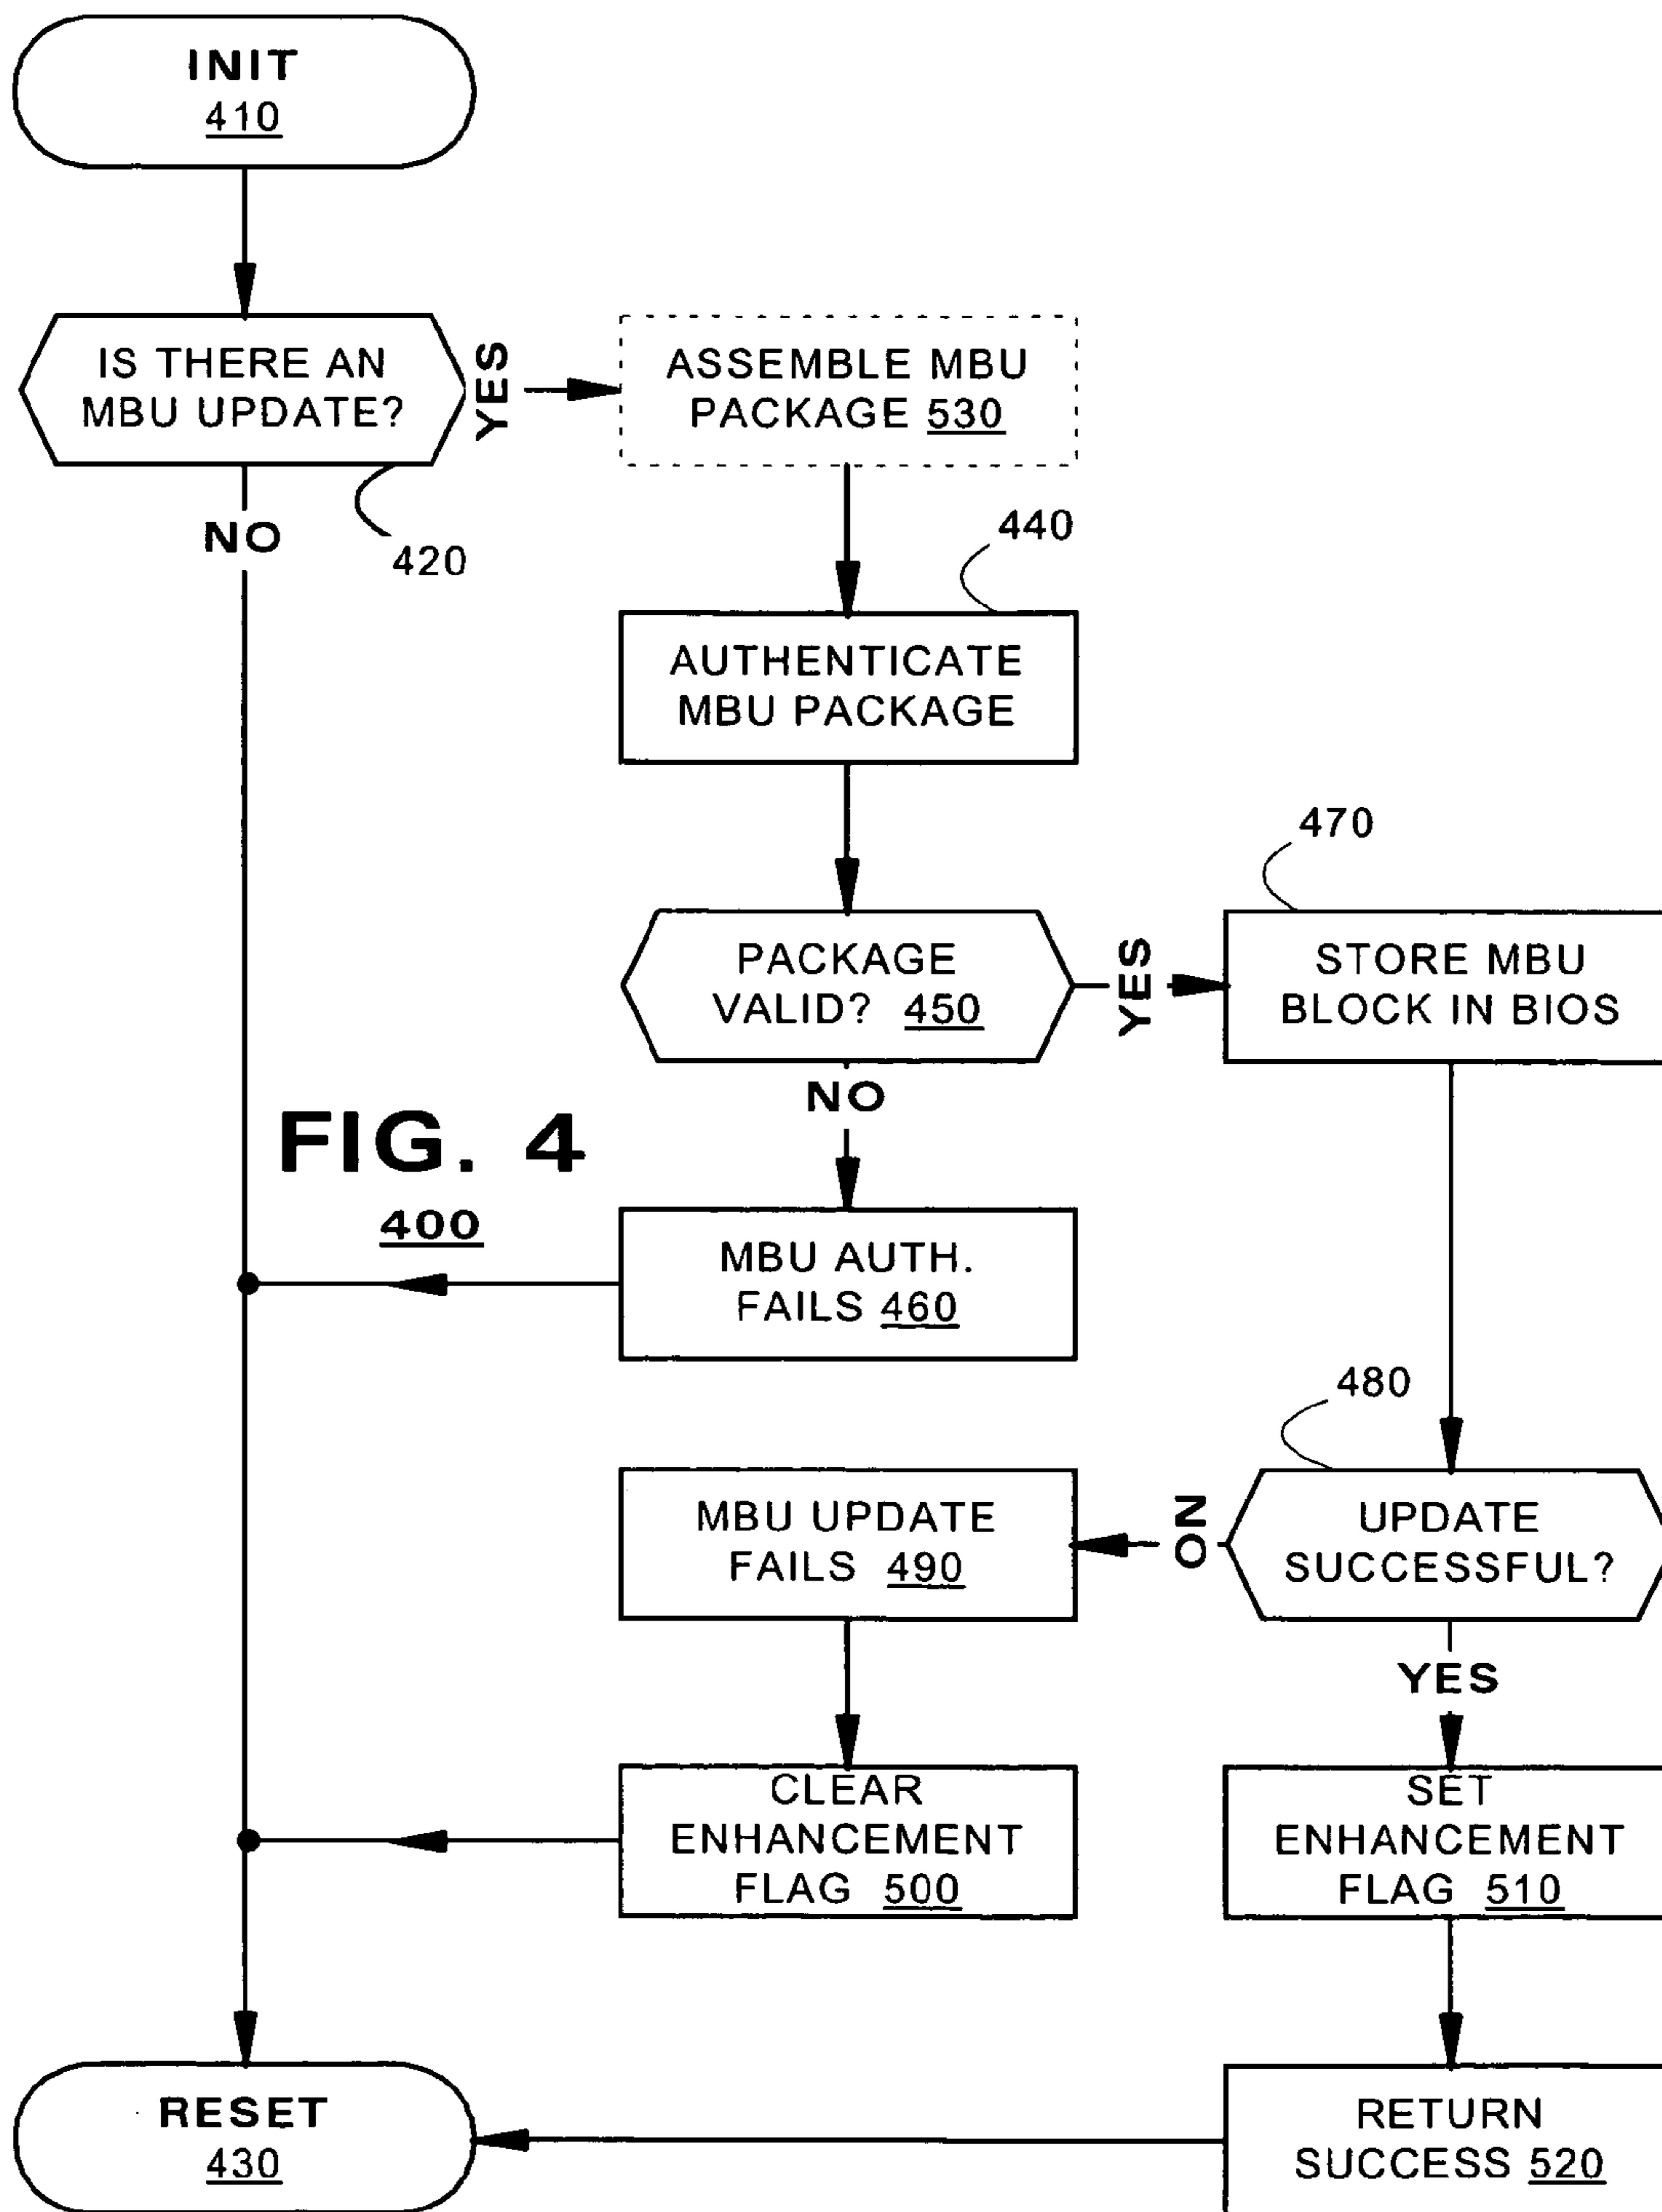 INIT
410
IS THERE AN
MBU UPDATE?
YES
ASSEMBLE MBU
PACKAGE 530
NO
420
440
AUTHENTICATE
MBU PACKAGE
470
PACKAGE
VALID? 450
YES
STORE MBU
BLOCK IN BIOS
NO
FIG. 4
400
MBU AUTH.
FAILS 460
480
MBU UPDATE
FAILS 490
NO
UPDATE
SUCCESSFUL?
YES
CLEAR
ENHANCEMENT
FLAG 500
SET
ENHANCEMENT
FLAG 510
RESET
430
RETURN
SUCCESS 520